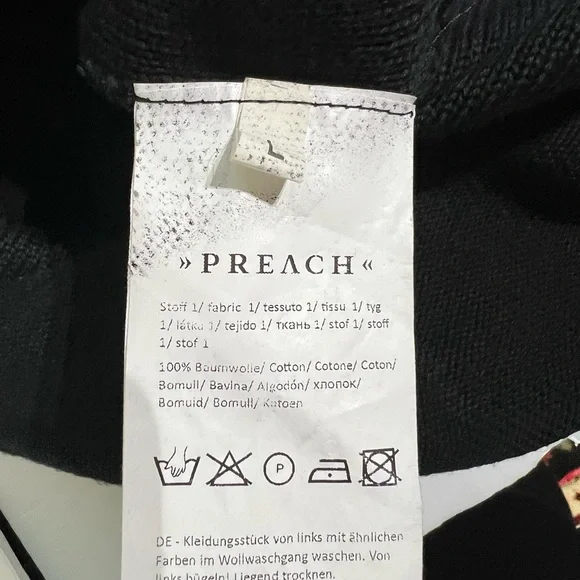 L
» PREΛCH «
Stoff 1/ fabric 1/ tessuto 1/ tissu 1/ tyg
1/ látka 1/ tejido 1/ ткань 1/ stof 1/ stoff
1/ stof 1
100% Baumwolle/ Cotton/ Cotone/ Coton/
Bomull/ Bavlna/ Algodón/ хлопок/
Bomuld/ Bomull/ Katoen
P
DE - Kleidungsstück von links mit ähnlichen
Farben im Wollwaschgang waschen. Von
links bügeln! Liegend trocknen.